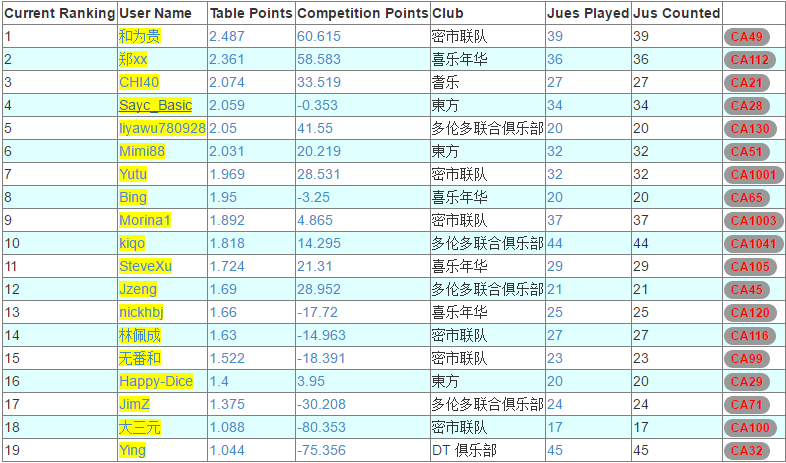 Current Ranking User Name Table Points Competition Points Club Jues Played Jus Counted
1 和为贵 2.487 60.615 密市联队 39 39 CA49
2 郑xx 2.361 58.583 喜乐年华 36 36 CA112
3 CHI40 2.074 33.519 耆乐 27 27 CA21
4 Sayc_Basic 2.059 -0.353 東方 34 34 CA28
5 liyawu780928 2.05 41.55 多伦多联合俱乐部 20 20 CA130
6 Mimi88 2.031 20.219 東方 32 32 CA51
7 Yutu 1.969 28.531 密市联队 32 32 CA1001
8 Bing 1.95 -3.25 喜乐年华 20 20 CA65
9 Morina1 1.892 4.865 密市联队 37 37 CA1003
10 kiqo 1.818 14.295 多伦多联合俱乐部 44 44 CA1041
11 SteveXu 1.724 21.31 喜乐年华 29 29 CA105
12 Jzeng 1.69 28.952 多伦多联合俱乐部 21 21 CA45
13 nickhbj 1.66 -17.72 喜乐年华 25 25 CA120
14 林佩成 1.63 -14.963 密市联队 27 27 CA116
15 无番和 1.522 -18.391 密市联队 23 23 CA99
16 Happy-Dice 1.4 3.95 東方 20 20 CA29
17 JimZ 1.375 -30.208 多伦多联合俱乐部 24 24 CA71
18 大三元 1.088 -80.353 密市联队 17 17 CA100
19 Ying 1.044 -75.356 DT 俱乐部 45 45 CA32